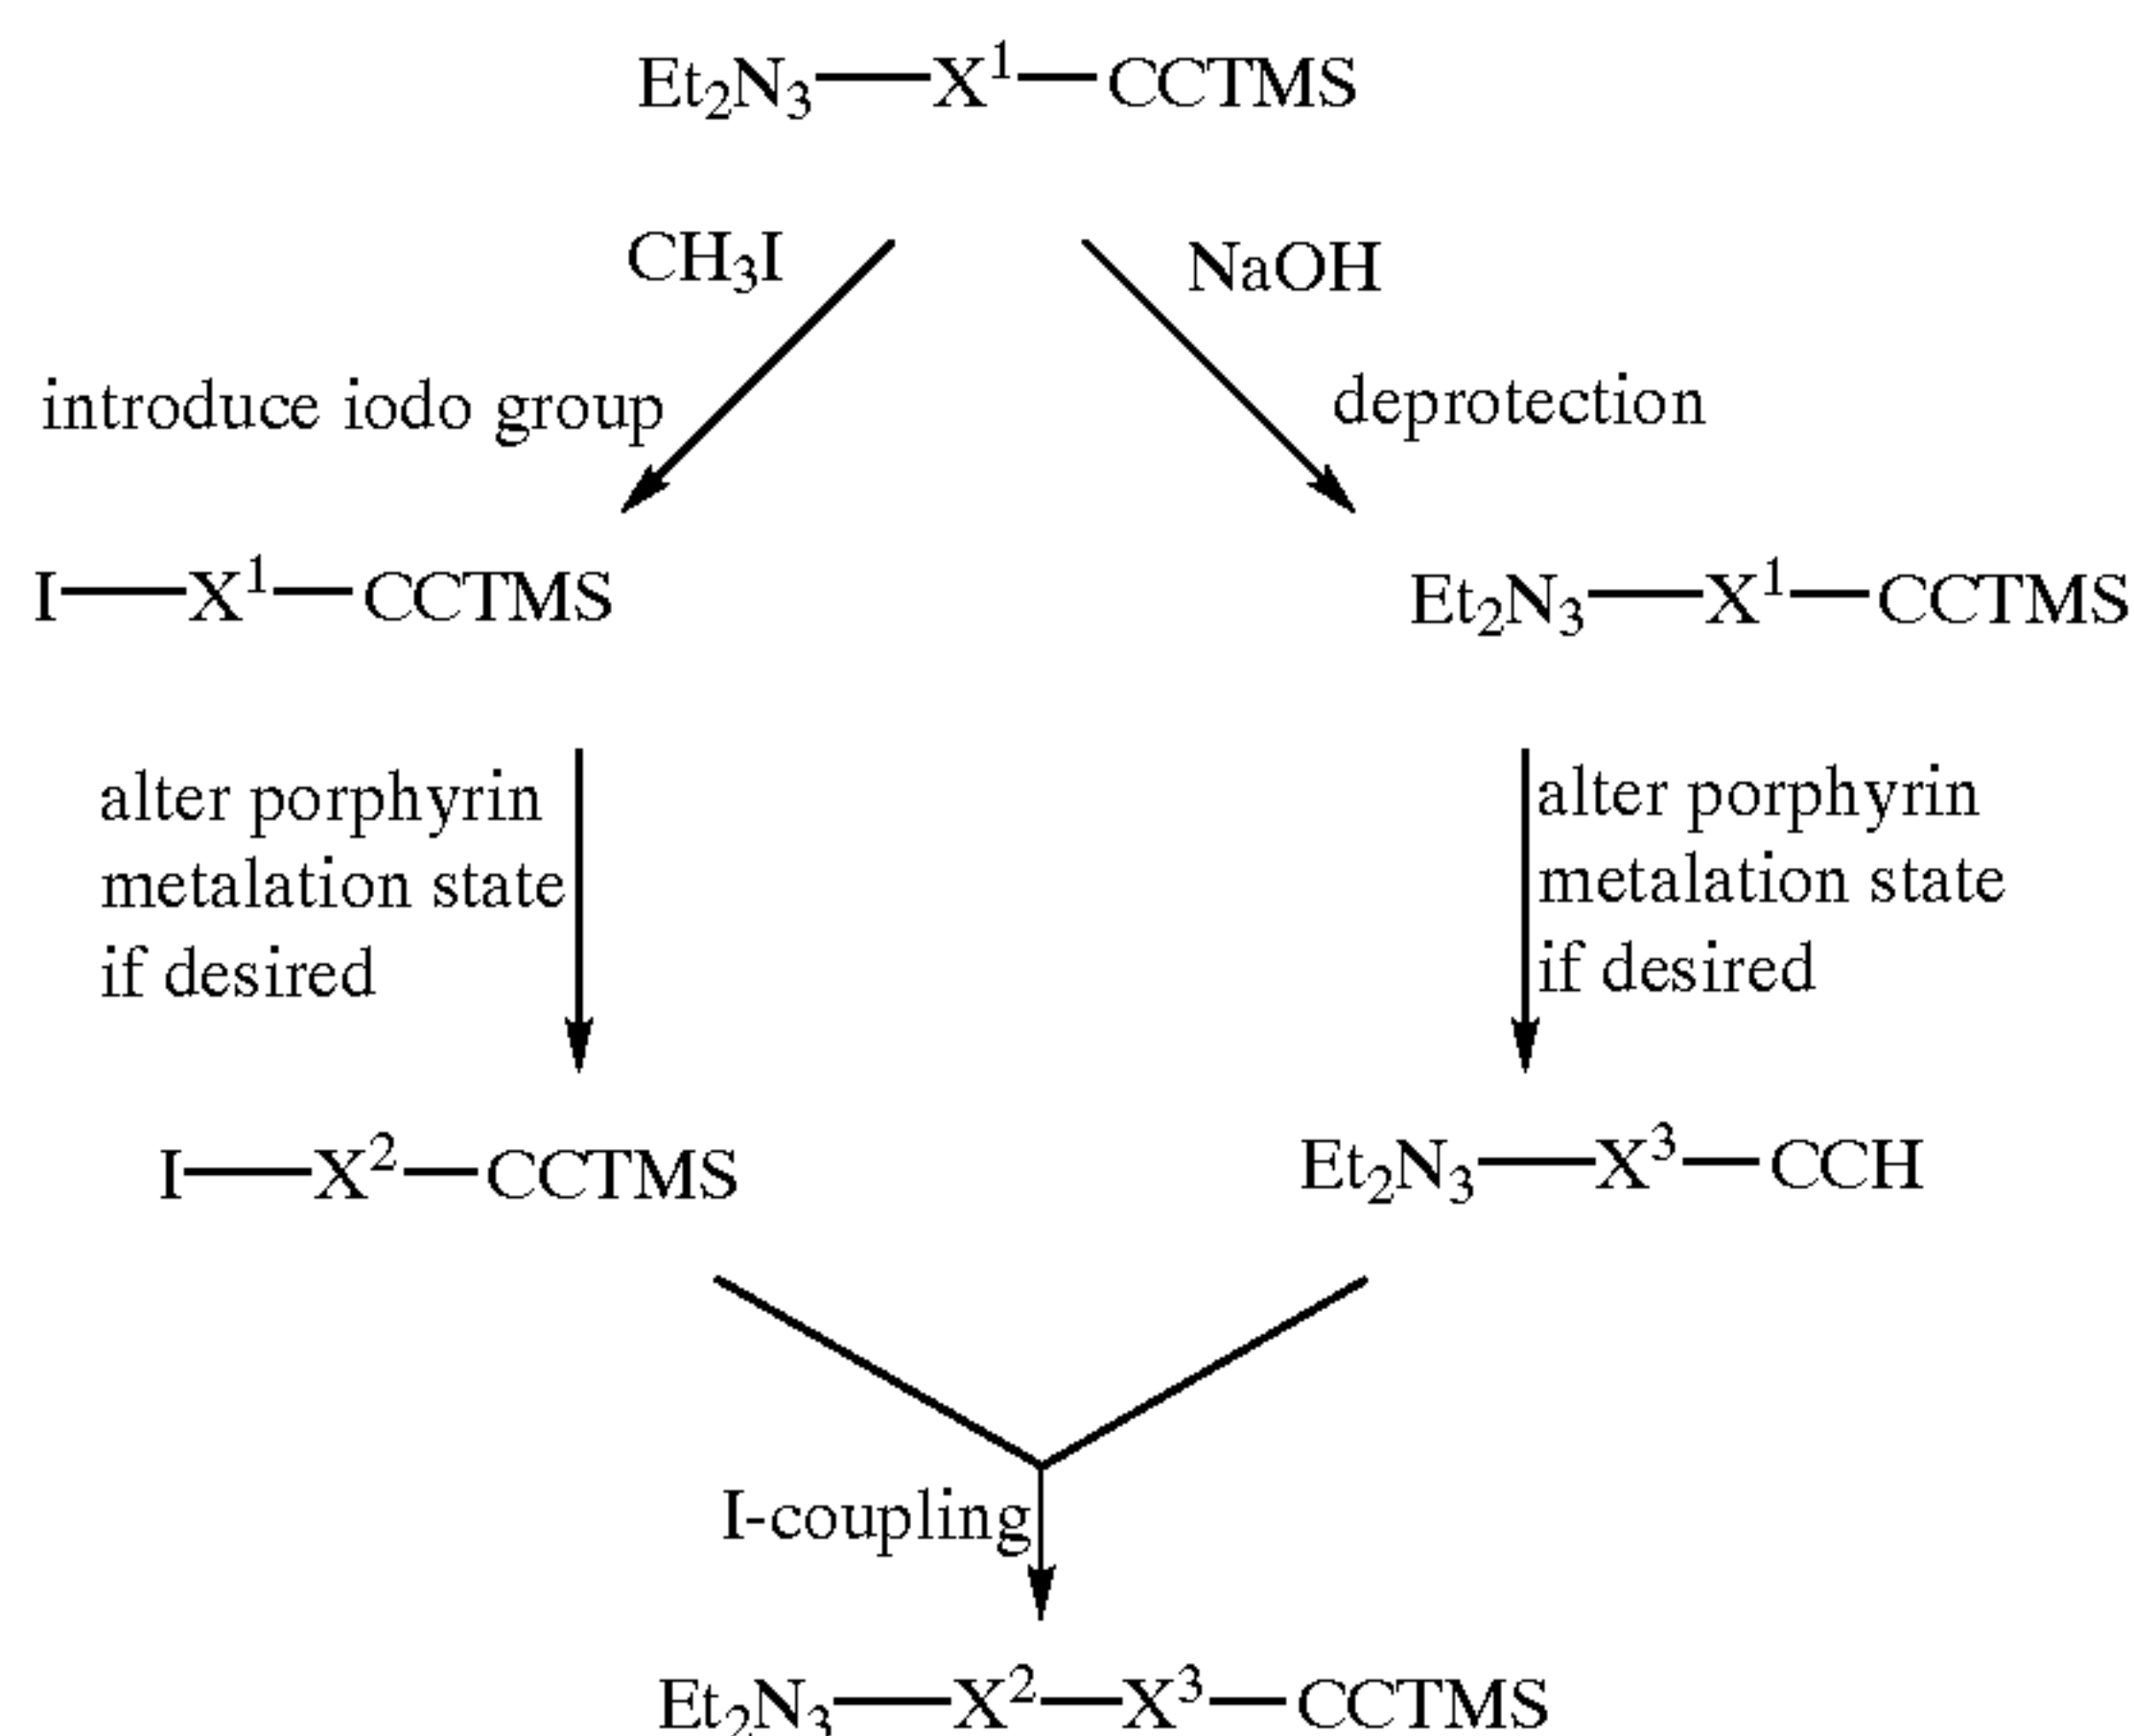 Et₂N₃—X¹—CCTMS
CH₃I
NaOH
introduce iodo group
deprotection
I—X¹—CCTMS
Et₂N₃—X¹—CCTMS
alter porphyrin
metalation state
if desired
alter porphyrin
metalation state
if desired
I—X²—CCTMS
Et₂N₃—X³—CCH
I-coupling
Et₂N₃—X²—X³—CCTMS